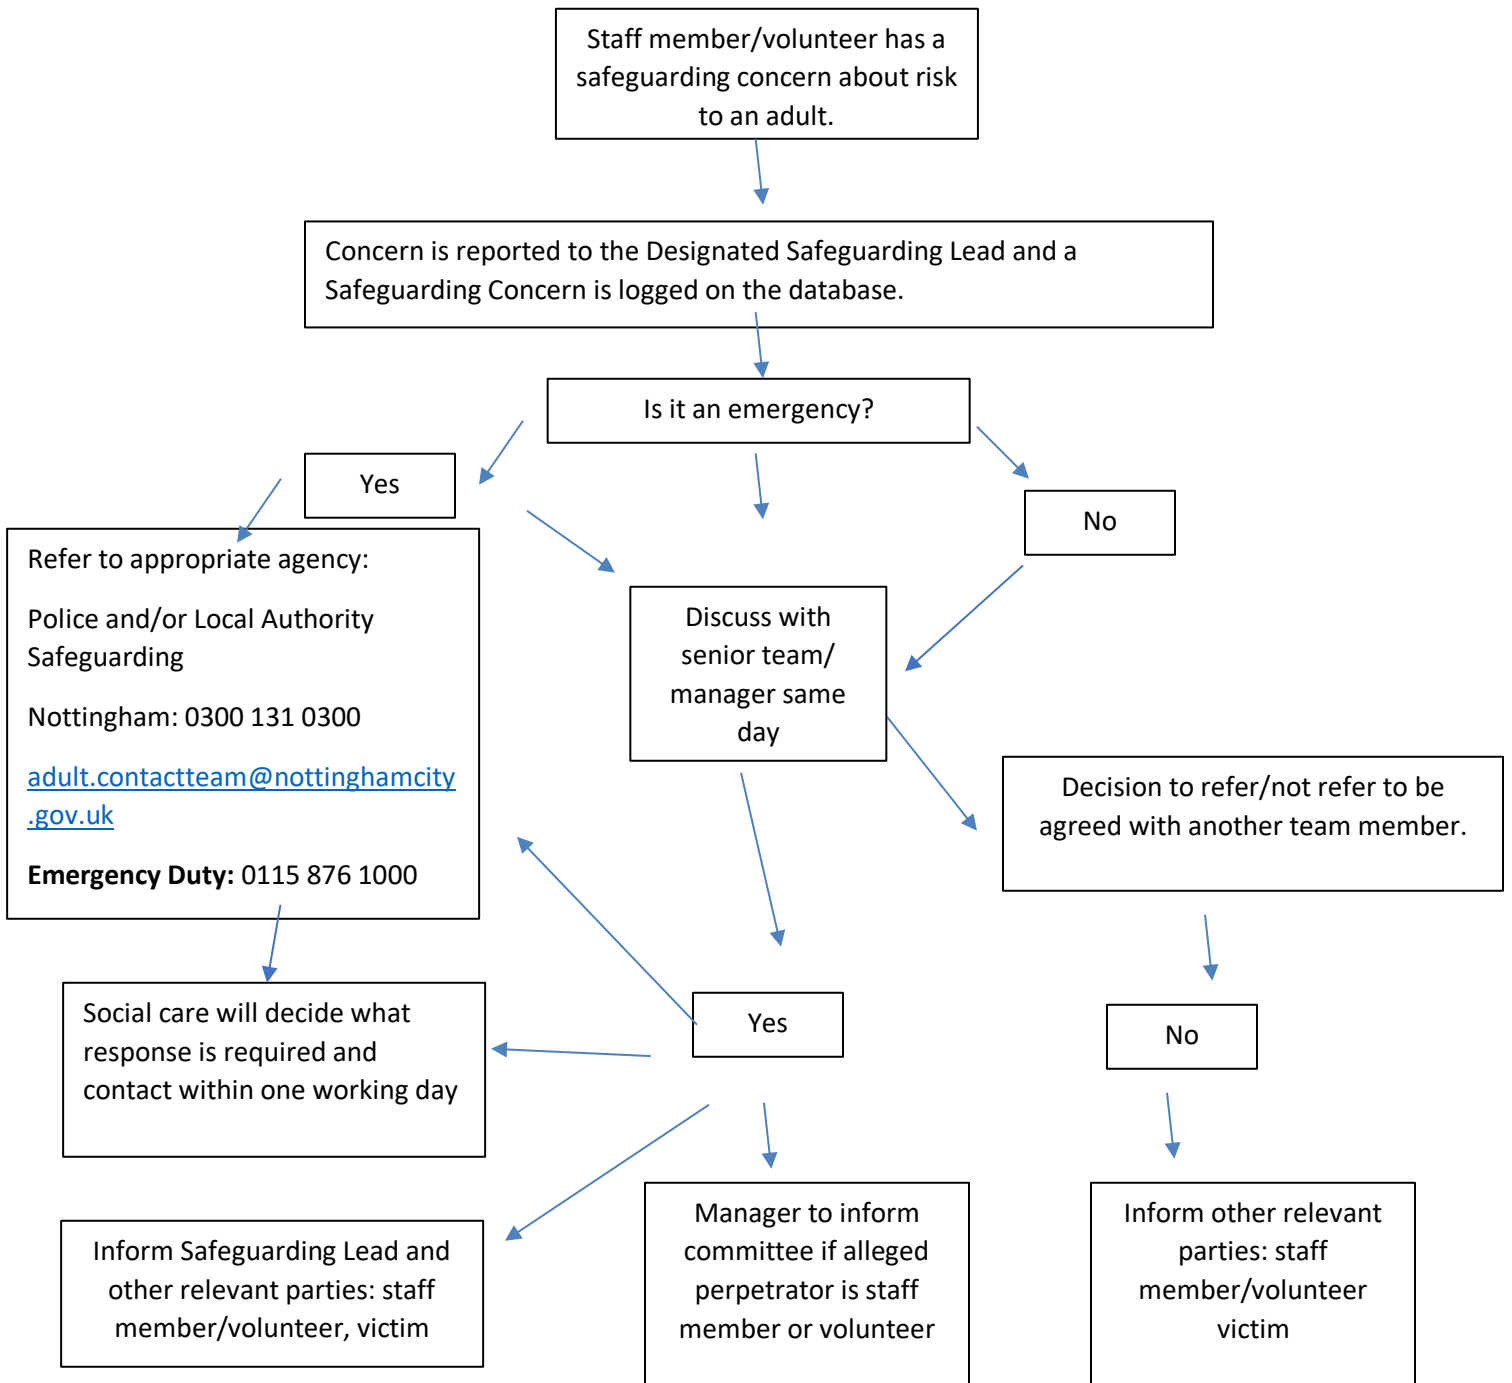 Staff member/volunteer has a
safeguarding concern about risk
to an adult.
Concern is reported to the Designated Safeguarding Lead and a
Safeguarding Concern is logged on the database.
Is it an emergency?
Yes
No
Refer to appropriate agency:
Police and/or Local Authority
Safeguarding
Nottingham: 0300 131 0300
adult.contactteam@nottinghamcity
.gov.uk
Emergency Duty: 0115 876 1000
Discuss with
senior team/
manager same
day
Decision to refer/not refer to be
agreed with another team member.
Social care will decide what
response is required and
contact within one working day
Yes
No
Inform Safeguarding Lead and
other relevant parties: staff
member/volunteer, victim
Manager to inform
committee if alleged
perpetrator is staff
member or volunteer
Inform other relevant
parties: staff
member/volunteer
victim